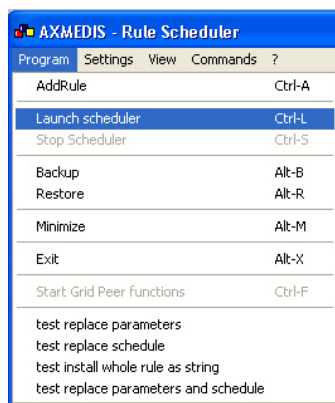 AXMEDIS - Rule Scheduler
Program Settings View Commands ?
AddRule Ctrl-A
Launch scheduler Ctrl-L
Stop Scheduler Ctrl-S
Backup Alt-B
Restore Alt-R
Minimize Alt-M
Exit Alt-X
Start Grid Peer functions Ctrl-F
test replace parameters
test replace schedule
test install whole rule as string
test replace parameters and schedule